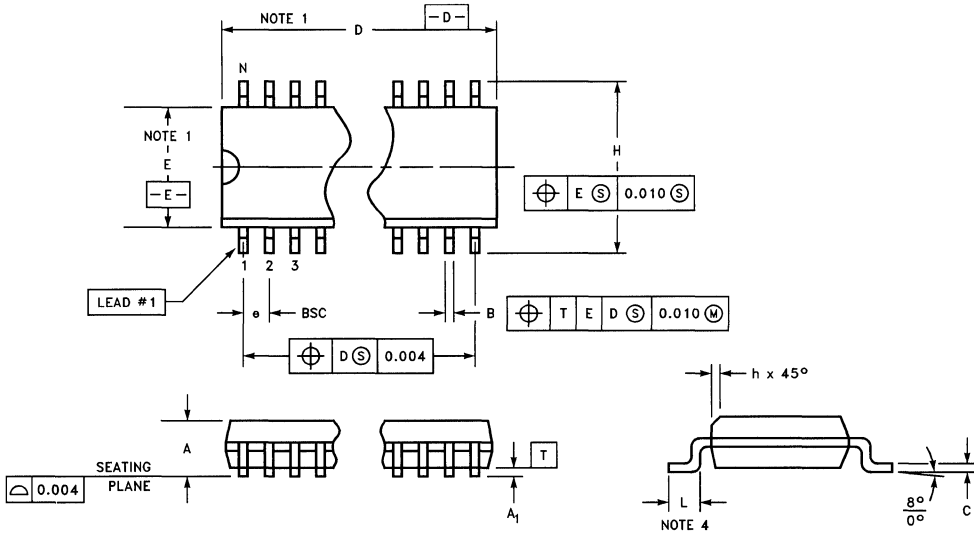 NOTE 1
D
-D-
N
NOTE 1
E
-E-
H
⌖ E Ⓢ 0.010 Ⓢ
1 2 3
LEAD #1
e BSC
B
⌖ T E D Ⓢ 0.010 Ⓜ
⌖ D Ⓢ 0.004
h x 45°
A
T
SEATING
PLANE
⌓ 0.004
A₁
L
NOTE 4
8°
0°
C